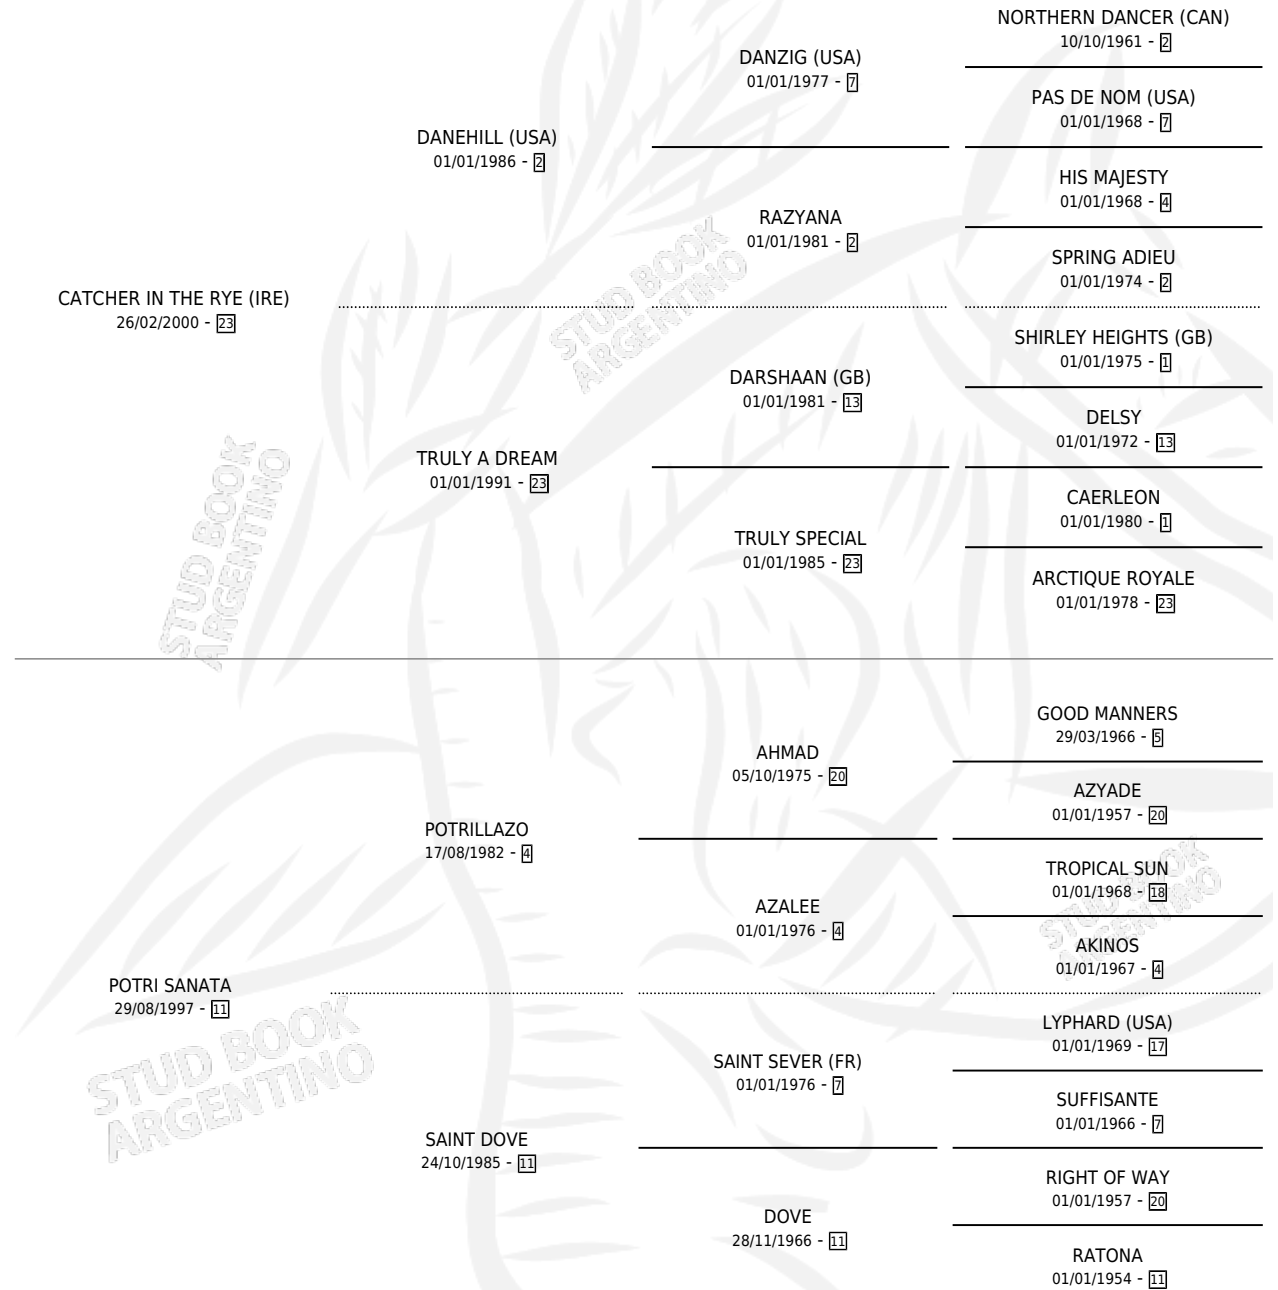 NORTHERN DANCER (CAN)
10/10/1961 - 2
DANZIG (USA)
01/01/1977 - 7
PAS DE NOM (USA)
01/01/1968 - 7
DANEHILL (USA)
01/01/1986 - 2
HIS MAJESTY
01/01/1968 - 4
RAZYANA
01/01/1981 - 2
SPRING ADIEU
01/01/1974 - 2
CATCHER IN THE RYE (IRE)
26/02/2000 - 23
STUD BOOK
ARGENTINO
SHIRLEY HEIGHTS (GB)
01/01/1975 - 1
DARSHAAN (GB)
01/01/1981 - 13
DELSY
01/01/1972 - 13
TRULY A DREAM
01/01/1991 - 23
CAERLEON
01/01/1980 - 1
TRULY SPECIAL
01/01/1985 - 23
ARCTIQUE ROYALE
01/01/1978 - 23
STUD BOOK
ARGENTINO
GOOD MANNERS
29/03/1966 - 5
AHMAD
05/10/1975 - 20
AZYADE
01/01/1957 - 20
POTRILLAZO
17/08/1982 - 4
TROPICAL SUN
01/01/1968 - 18
AZALEE
01/01/1976 - 4
STUD BOOK
ARGENTINO
AKINOS
01/01/1967 - 4
POTRI SANATA
29/08/1997 - 11
LYPHARD (USA)
01/01/1969 - 17
SAINT SEVER (FR)
01/01/1976 - 7
SUFFISANTE
01/01/1966 - 7
STUD BOOK
ARGENTINO
SAINT DOVE
24/10/1985 - 11
RIGHT OF WAY
01/01/1957 - 20
DOVE
28/11/1966 - 11
RATONA
01/01/1954 - 11